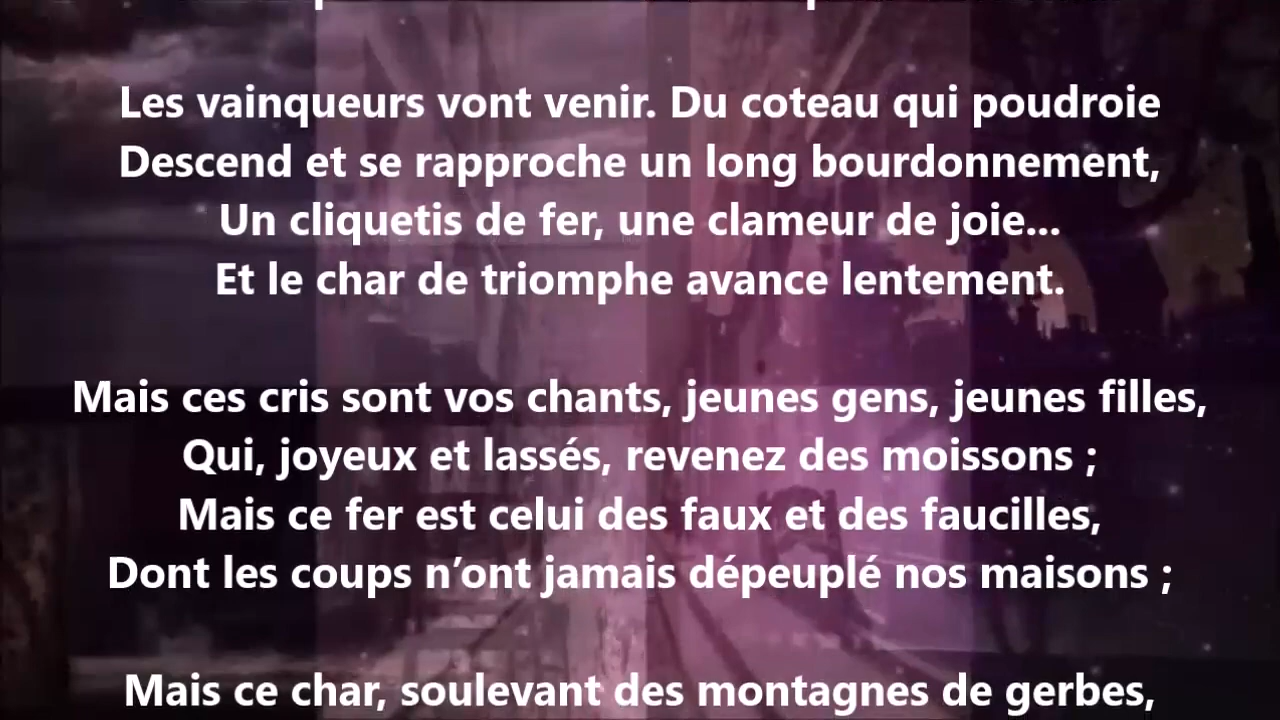 Les vainqueurs vont venir. Du coteau qui poudroie
Descend et se rapproche un long bourdonnement,
Un cliquetis de fer, une clameur de joie...
Et le char de triomphe avance lentement.
Mais ces cris sont vos chants, jeunes gens, jeunes filles,
Qui, joyeux et lassés, revenez des moissons ;
Mais ce fer est celui des faux et des faucilles,
Dont les coups n’ont jamais dépeuplé nos maisons ;
Mais ce char, soulevant des montagnes de gerbes,